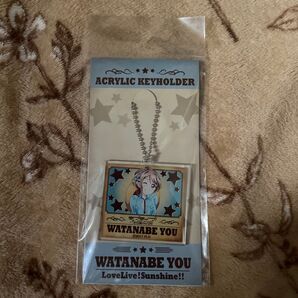 ACRYLIC KEYHOLDER
WATANABE YOU
WATANABE YOU
LoveLive!Sunshine!!